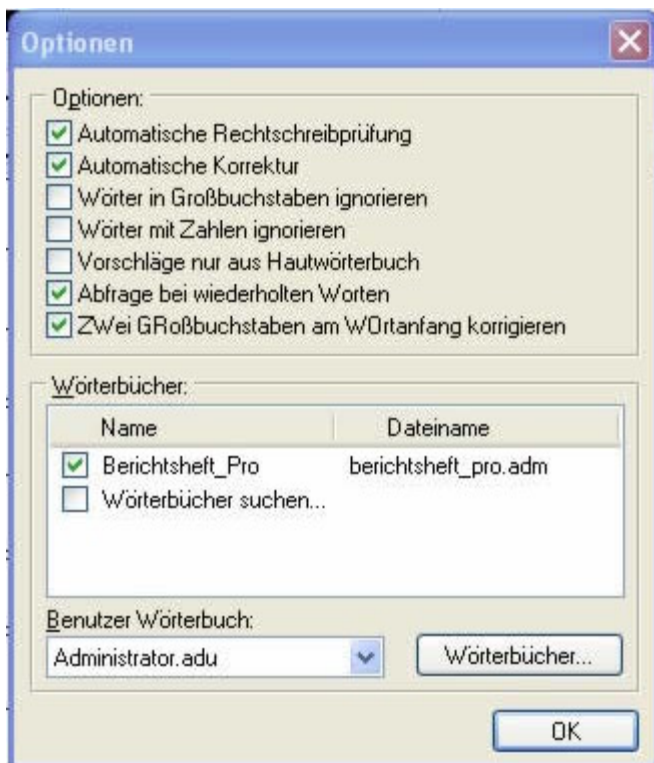 Optionen
Optionen:
Automatische Rechtschreibprüfung
Automatische Korrektur
Wörter in Großbuchstaben ignorieren
Wörter mit Zahlen ignorieren
Vorschläge nur aus Hautwörterbuch
Abfrage bei wiederholten Worten
ZWei GRoßbuchstaben am WOrtanfang korrigieren
Wörterbücher:
Name Dateiname
Berichtsheft_Pro berichtsheft_pro.adm
Wörterbücher suchen...
Benutzer Wörterbuch:
Administrator.adu Wörterbücher...
OK